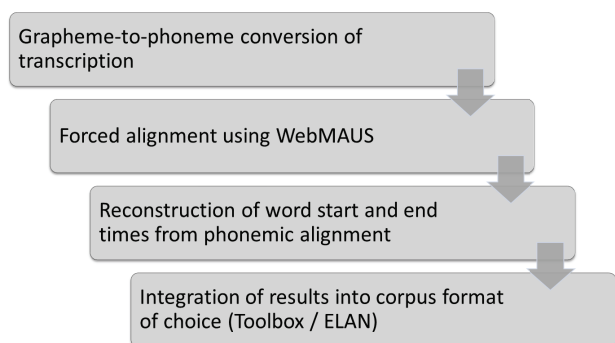 Grapheme-to-phoneme conversion of
transcription
Forced alignment using WebMAUS
Reconstruction of word start and end
times from phonemic alignment
Integration of results into corpus format
of choice (Toolbox / ELAN)